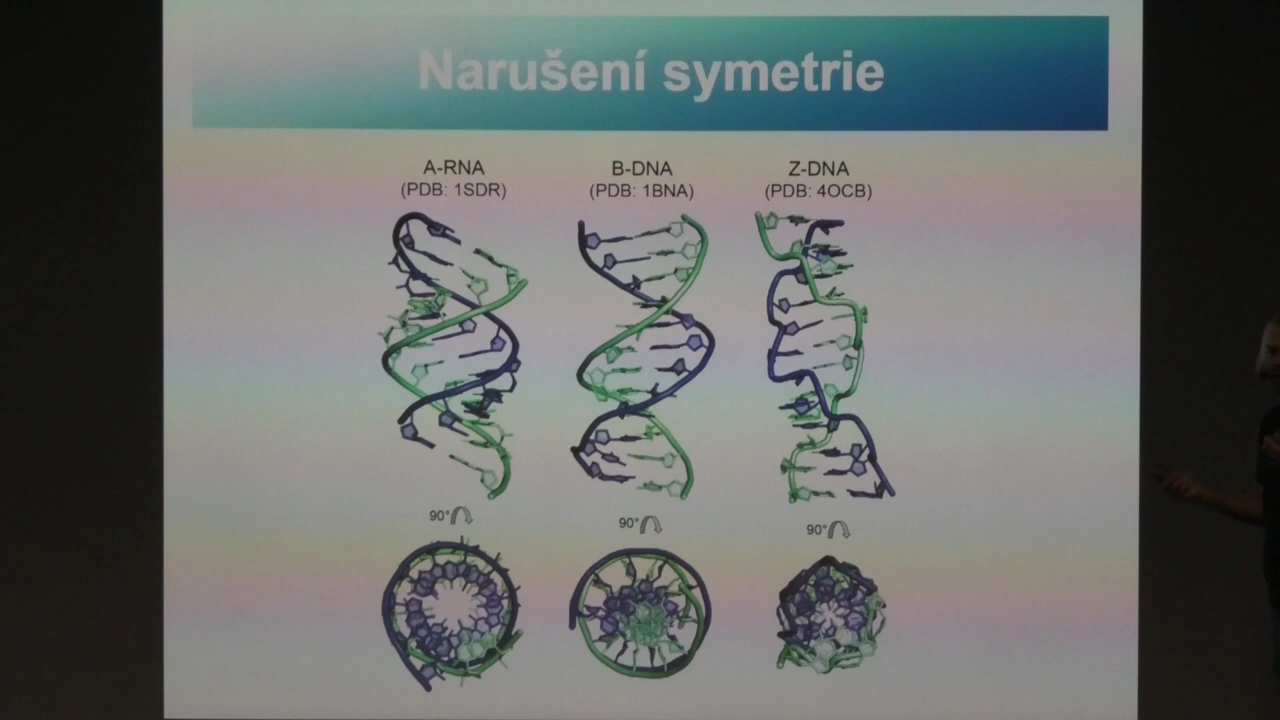 Narušení symetrie
A-RNA
(PDB: 1SDR)
B-DNA
(PDB: 1BNA)
Z-DNA
(PDB: 4OCB)
90°
90°
90°